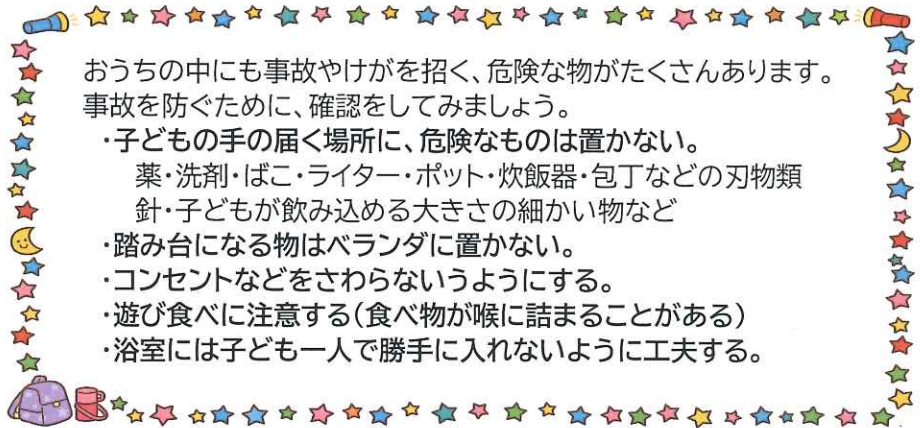 おうちの中にも事故やけがを招く、危険な物がたくさんあります。
事故を防ぐために、確認をしてみましょう。
・子どもの手の届く場所に、危険なものは置かない。
薬・洗剤・ばこ・ライター・ポット・炊飯器・包丁などの刃物類
針・子どもが飲み込める大きさの細かい物など
・踏み台になる物はベランダに置かない。
・コンセントなどをさわらないうようにする。
・遊び食べに注意する(食べ物が喉に詰まることがある)
・浴室には子ども一人で勝手に入れないように工夫する。